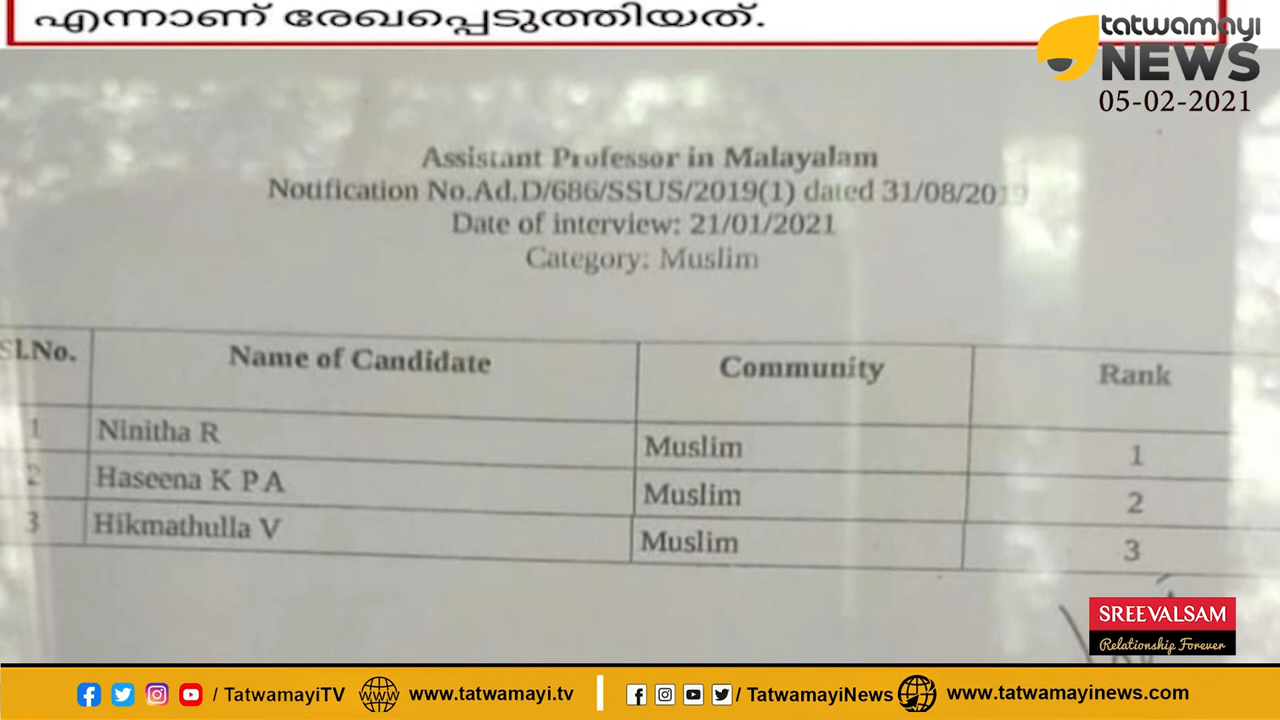 എന്നാണ് രേഖപ്പെടുത്തിയത്.
tatwamayi
NEWS
05-02-2021
Assistant Professor in Malayalam
Notification No.Ad.D/686/SSUS/2019(1) dated 31/08/2019
Date of interview: 21/01/2021
Category: Muslim
Sl.No. Name of Candidate Community Rank
1 Ninitha R Muslim 1
2 Haseena K P A Muslim 2
3 Hikmathulla V Muslim 3
SREEVALSAM
Relationship Forever
/ TatwamayiTV www.tatwamayi.tv / TatwamayiNews www.tatwamayinews.com